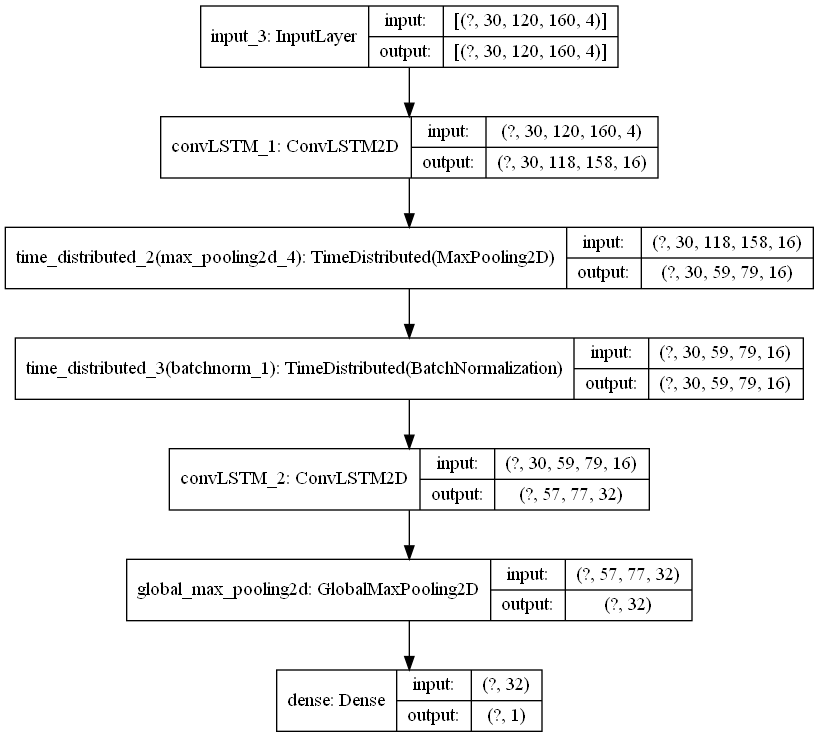 input_3: InputLayer
input:
[(?, 30, 120, 160, 4)]
output:
[(?, 30, 120, 160, 4)]
convLSTM_1: ConvLSTM2D
input:
(?, 30, 120, 160, 4)
output:
(?, 30, 118, 158, 16)
time_distributed_2(max_pooling2d_4): TimeDistributed(MaxPooling2D)
input:
(?, 30, 118, 158, 16)
output:
(?, 30, 59, 79, 16)
time_distributed_3(batchnorm_1): TimeDistributed(BatchNormalization)
input:
(?, 30, 59, 79, 16)
output:
(?, 30, 59, 79, 16)
convLSTM_2: ConvLSTM2D
input:
(?, 30, 59, 79, 16)
output:
(?, 57, 77, 32)
global_max_pooling2d: GlobalMaxPooling2D
input:
(?, 57, 77, 32)
output:
(?, 32)
dense: Dense
input:
(?, 32)
output:
(?, 1)